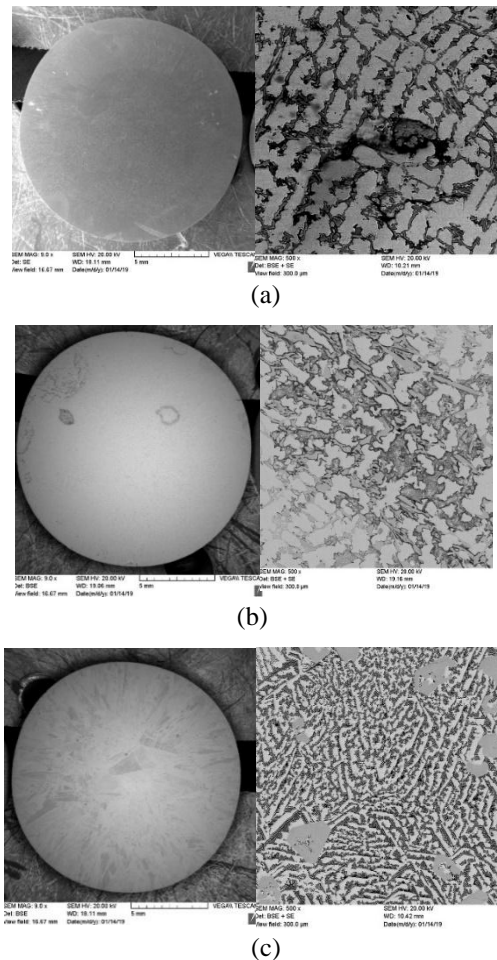 SEM MAG: 9.0 x SEM HV: 20.00 kV
Det: SE WD: 18.11 mm 5 mm VEGA\\ TESCAN
View field: 16.67 mm Date(m/d/y): 01/14/19
SEM MAG: 500 x SEM HV: 20.00 kV
Det: BSE + SE WD: 18.21 mm
View field: 300.0 µm Date(m/d/y): 01/14/19
(a)
SEM MAG: 9.0 x SEM HV: 20.00 kV
Det: BSE WD: 19.06 mm 5 mm VEGA\\ TESCAN
View field: 16.67 mm Date(m/d/y): 01/14/19
SEM MAG: 500 x SEM HV: 20.00 kV
Det: BSE + SE WD: 19.16 mm
View field: 300.0 µm Date(m/d/y): 01/14/19
(b)
SEM MAG: 9.0 x SEM HV: 20.00 kV
Det: BSE WD: 18.11 mm 5 mm VEGA\\ TESCAN
View field: 16.67 mm Date(m/d/y): 01/14/19
SEM MAG: 500 x SEM HV: 20.00 kV
Det: BSE + SE WD: 18.42 mm
View field: 300.0 µm Date(m/d/y): 01/14/19
(c)